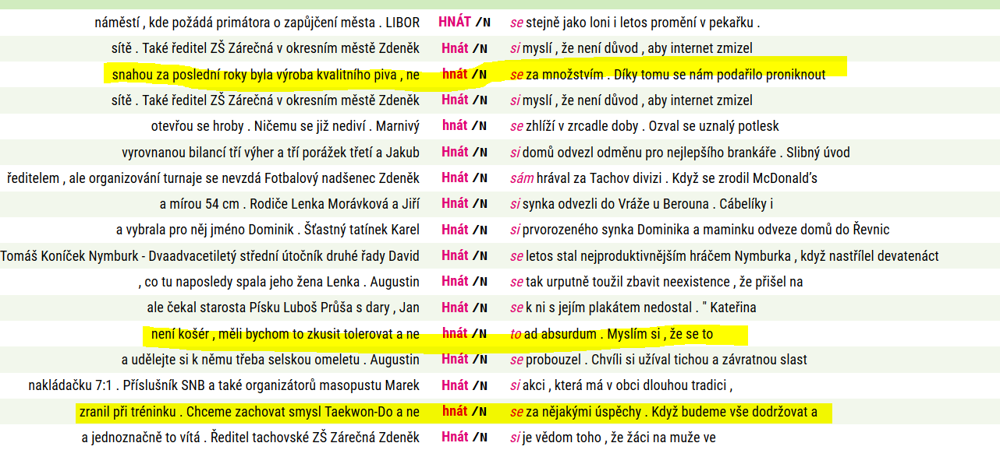 náměstí , kde požádá primátora o zapůjčení města . LIBOR HNÁT /N se stejně jako loni i letos promění v pekařku .
sítě . Také ředitel ZŠ Zárečná v okresním městě Zdeněk Hnát /N si myslí , že není důvod , aby internet zmizel
snahou za poslední roky byla výroba kvalitního piva , ne hnát /N se za množstvím . Díky tomu se nám podařilo proniknout
sítě . Také ředitel ZŠ Zárečná v okresním městě Zdeněk Hnát /N si myslí , že není důvod , aby internet zmizel
otevřou se hroby . Ničemu se již nediví . Marnivý hnát /N se zhlíží v zrcadle doby . Ozval se uznalý potlesk
vyrovnanou bilancí tří výher a tří porážek třetí a Jakub Hnát /N si domů odvezl odměnu pro nejlepšího brankáře . Slibný úvod
ředitelem , ale organizování turnaje se nevzdá Fotbalový nadšenec Zdeněk Hnát /N sám hrával za Tachov divizi . Když se zrodil McDonald's
a mírou 54 cm . Rodiče Lenka Morávková a Jiří Hnát /N si synka odvezli do Vráže u Berouna . Cábelíky i
a vybrala pro něj jméno Dominik . Šťastný tatínek Karel Hnát /N si prvorozeného synka Dominika a maminku odveze domů do Řevnic
Tomáš Koníček Nymburk - Dvaadvacetiletý střední útočník druhé řady David Hnát /N se letos stal nejproduktivnějším hráčem Nymburka , když nastřílel devatenáct
, co tu naposledy spala jeho žena Lenka . Augustin Hnát /N se tak urputně toužil zbavit neexistence , že přišel na
ale čekal starosta Písku Luboš Průša s dary , Jan Hnát /N se k ni s jejím plakátem nedostal . " Kateřina
není košér , měli bychom to zkusit tolerovat a ne hnát /N to ad absurdum . Myslím si , že se to
a udělejte si k němu třeba selskou omeletu . Augustin Hnát /N se probouzel . Chvíli si užíval tichou a závratnou slast
nakládačku 7:1 . Příslušník SNB a také organizátorů masopustu Marek Hnát /N si akci , která má v obci dlouhou tradici ,
zranil při tréninku . Chceme zachovat smysl Taekwon-Do a ne hnát /N se za nějakými úspěchy . Když budeme vše dodržovat a
a jednoznačně to vítá . Ředitel tachovské ZŠ Zárečná Zdeněk Hnát /N si je vědom toho , že žáci na muže ve